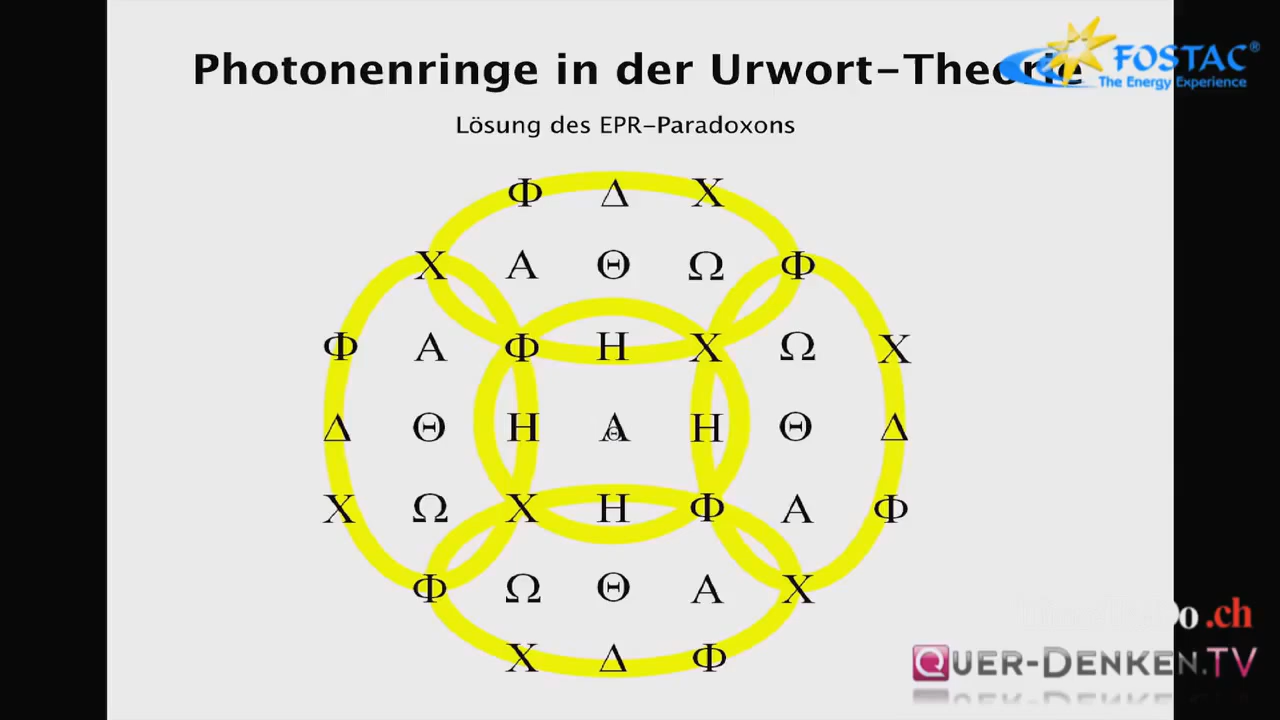 Photonenringe in der Urwort-Theorie
FOSTAC®
The Energy Experience
Lösung des EPR-Paradoxons
Φ Δ Χ
Χ Α Θ Ω Φ
Φ Α Φ Η Χ Ω Χ
Δ Θ Η Α Η Θ Δ
Χ Ω Χ Η Φ Α Φ
Φ Ω Θ Α Χ
Χ Δ Φ
.ch
QUER-DENKEN.TV